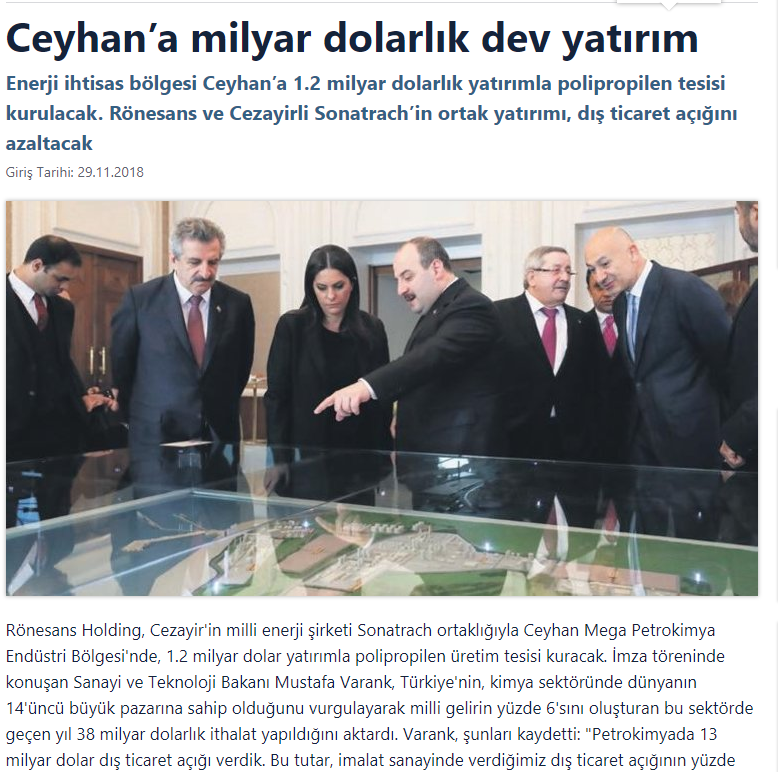 Ceyhan’a milyar dolarlık dev yatırım
Enerji ihtisas bölgesi Ceyhan’a 1.2 milyar dolarlık yatırımla polipropilen tesisi
kurulacak. Rönesans ve Cezayirli Sonatrach’in ortak yatırımı, dış ticaret açığını
azaltacak
Giriş Tarihi: 29.11.2018
Rönesans Holding, Cezayir'in milli enerji şirketi Sonatrach ortaklığıyla Ceyhan Mega Petrokimya
Endüstri Bölgesi'nde, 1.2 milyar dolar yatırımla polipropilen üretim tesisi kuracak. İmza töreninde
konuşan Sanayi ve Teknoloji Bakanı Mustafa Varank, Türkiye'nin, kimya sektöründe dünyanın
14'üncü büyük pazarına sahip olduğunu vurgulayarak milli gelirin yüzde 6'sını oluşturan bu sektörde
geçen yıl 38 milyar dolarlık ithalat yapıldığını aktardı. Varank, şunları kaydetti: "Petrokimyada 13
milyar dolar dış ticaret açığı verdik. Bu tutar, imalat sanayinde verdiğimiz dış ticaret açığının yüzde